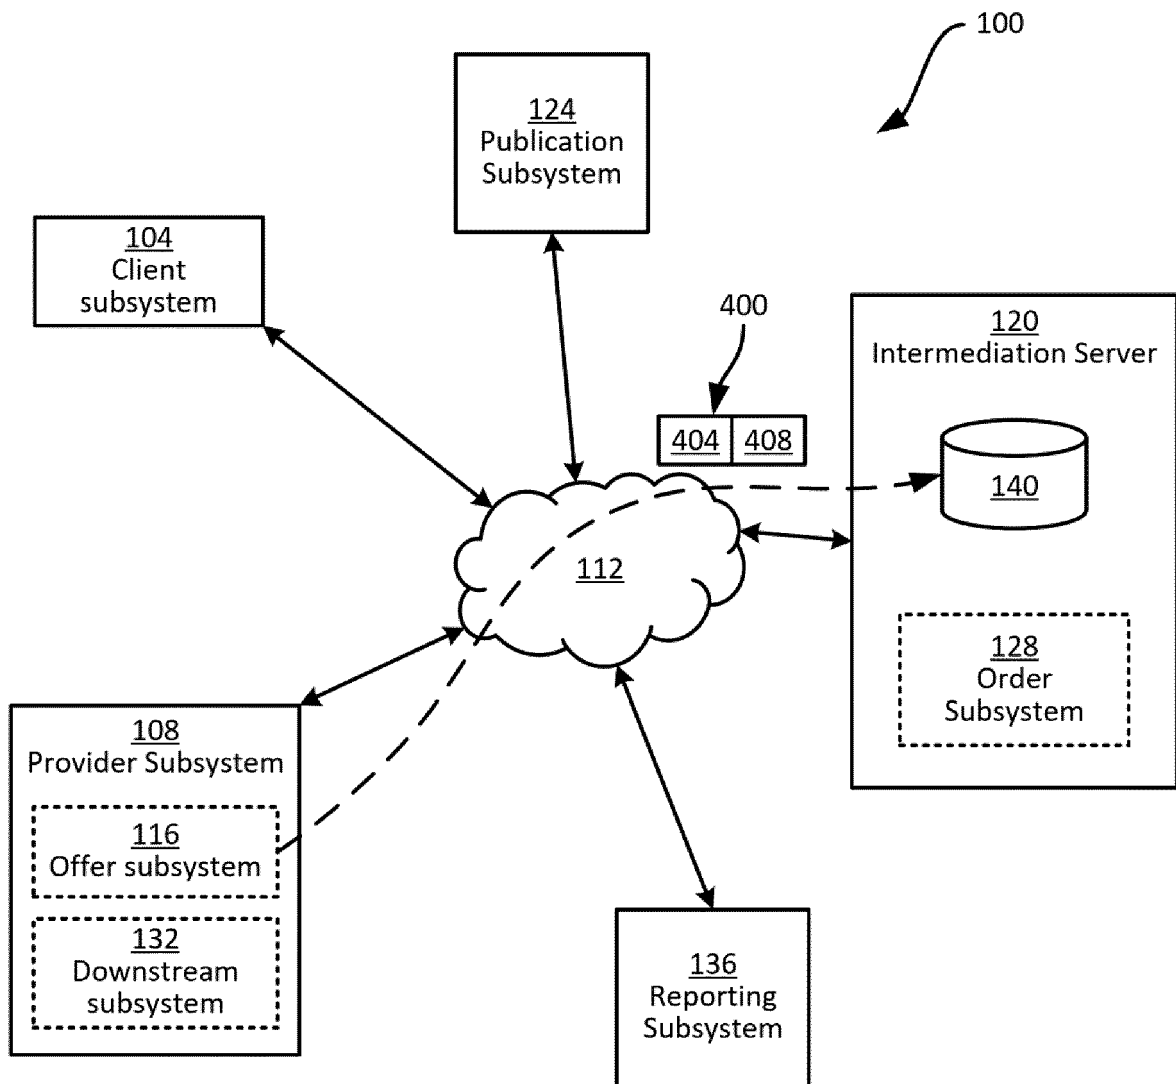 100
124
Publication
Subsystem
104
Client
subsystem
400
404 408
120
Intermediation Server
140
112
128
Order
Subsystem
108
Provider Subsystem
116
Offer subsystem
132
Downstream
subsystem
136
Reporting
Subsystem